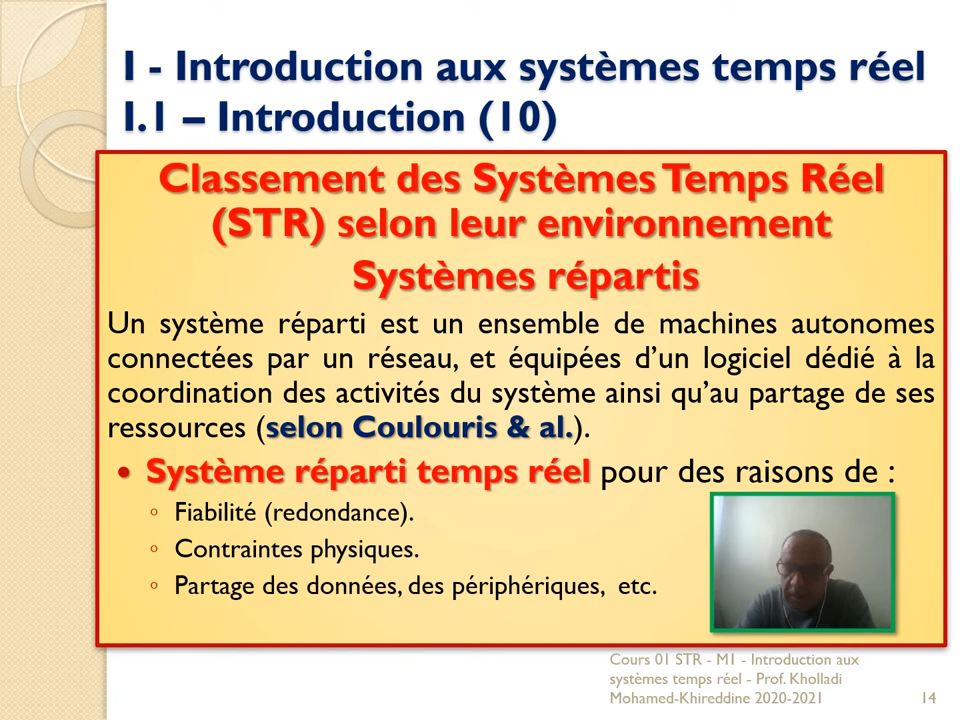 I - Introduction aux systèmes temps réel
I.1 – Introduction (10)
Classement des Systèmes Temps Réel
(STR) selon leur environnement
Systèmes répartis
Un système réparti est un ensemble de machines autonomes
connectées par un réseau, et équipées d’un logiciel dédié à la
coordination des activités du système ainsi qu’au partage de ses
ressources (selon Coulouris & al.).
• Système réparti temps réel pour des raisons de :
◦ Fiabilité (redondance).
◦ Contraintes physiques.
◦ Partage des données, des périphériques, etc.
Cours 01 STR - M1 - Introduction aux
systèmes temps réel - Prof. Kholladi
Mohamed-Khireddine 2020-2021 14